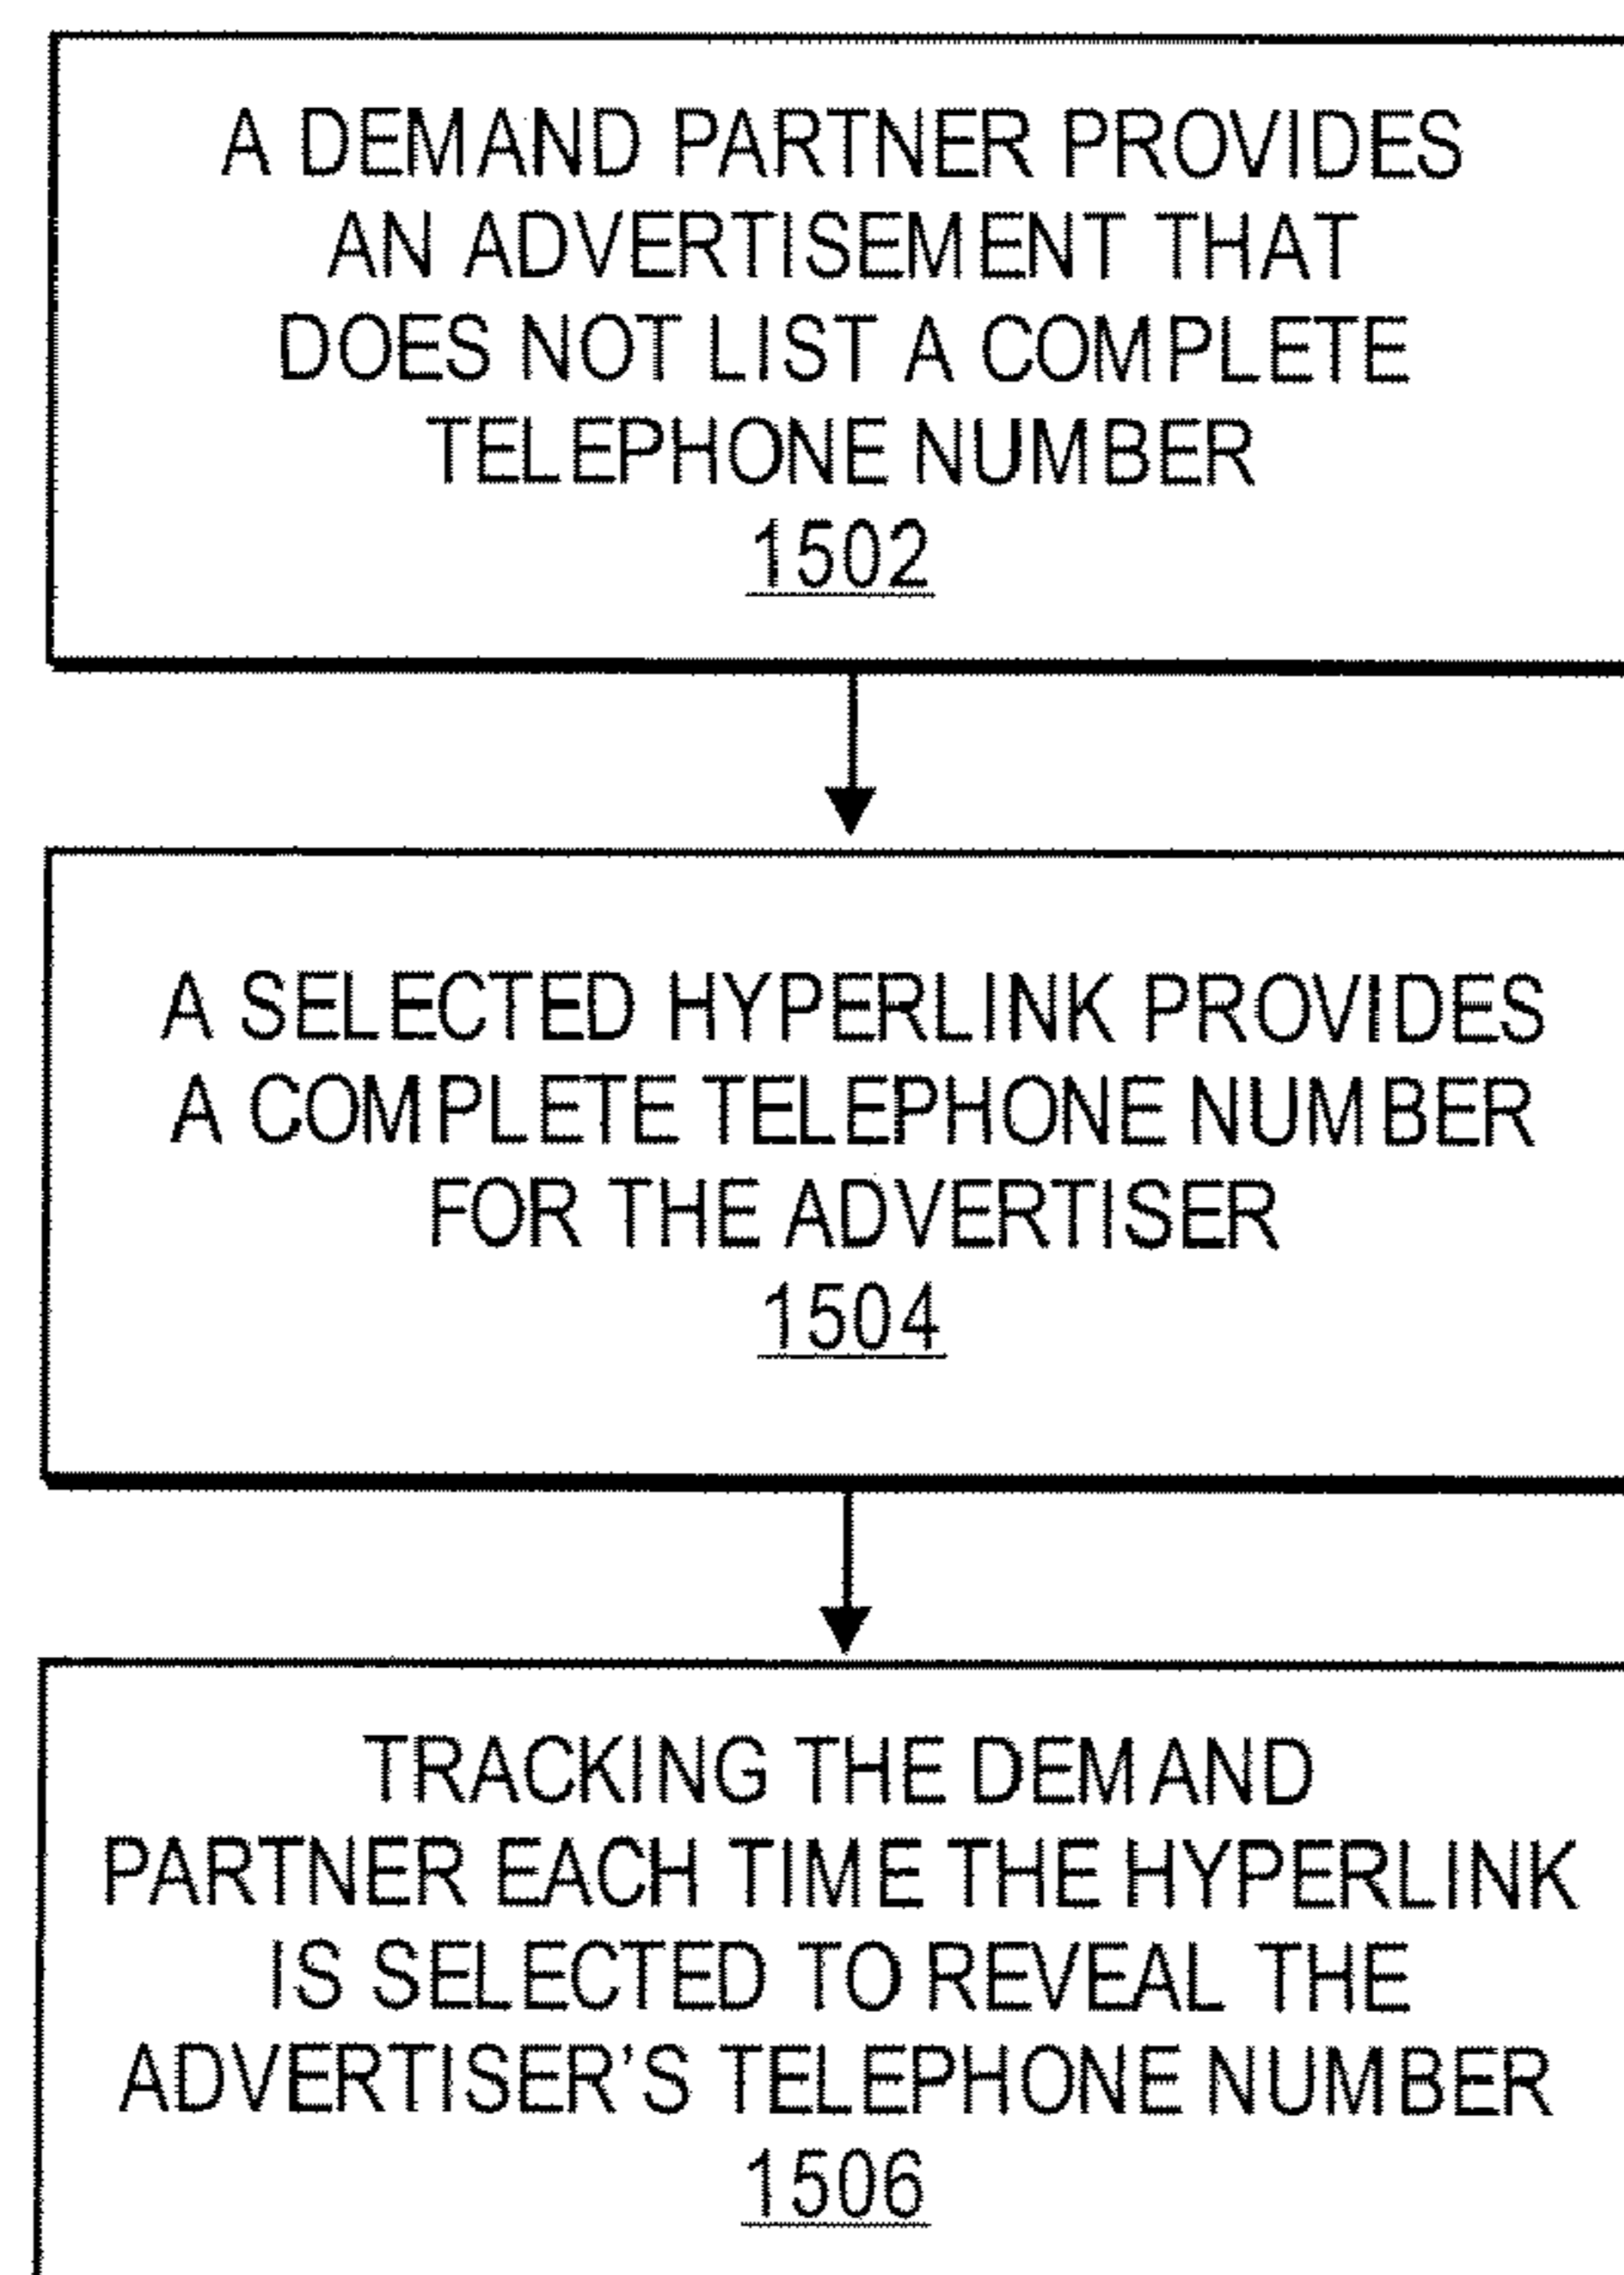 A DEMAND PARTNER PROVIDES
AN ADVERTISEMENT THAT
DOES NOT LIST A COMPLETE
TELEPHONE NUMBER
1502
A SELECTED HYPERLINK PROVIDES
A COMPLETE TELEPHONE NUMBER
FOR THE ADVERTISER
1504
TRACKING THE DEMAND
PARTNER EACH TIME THE HYPERLINK
IS SELECTED TO REVEAL THE
ADVERTISER'S TELEPHONE NUMBER
1506